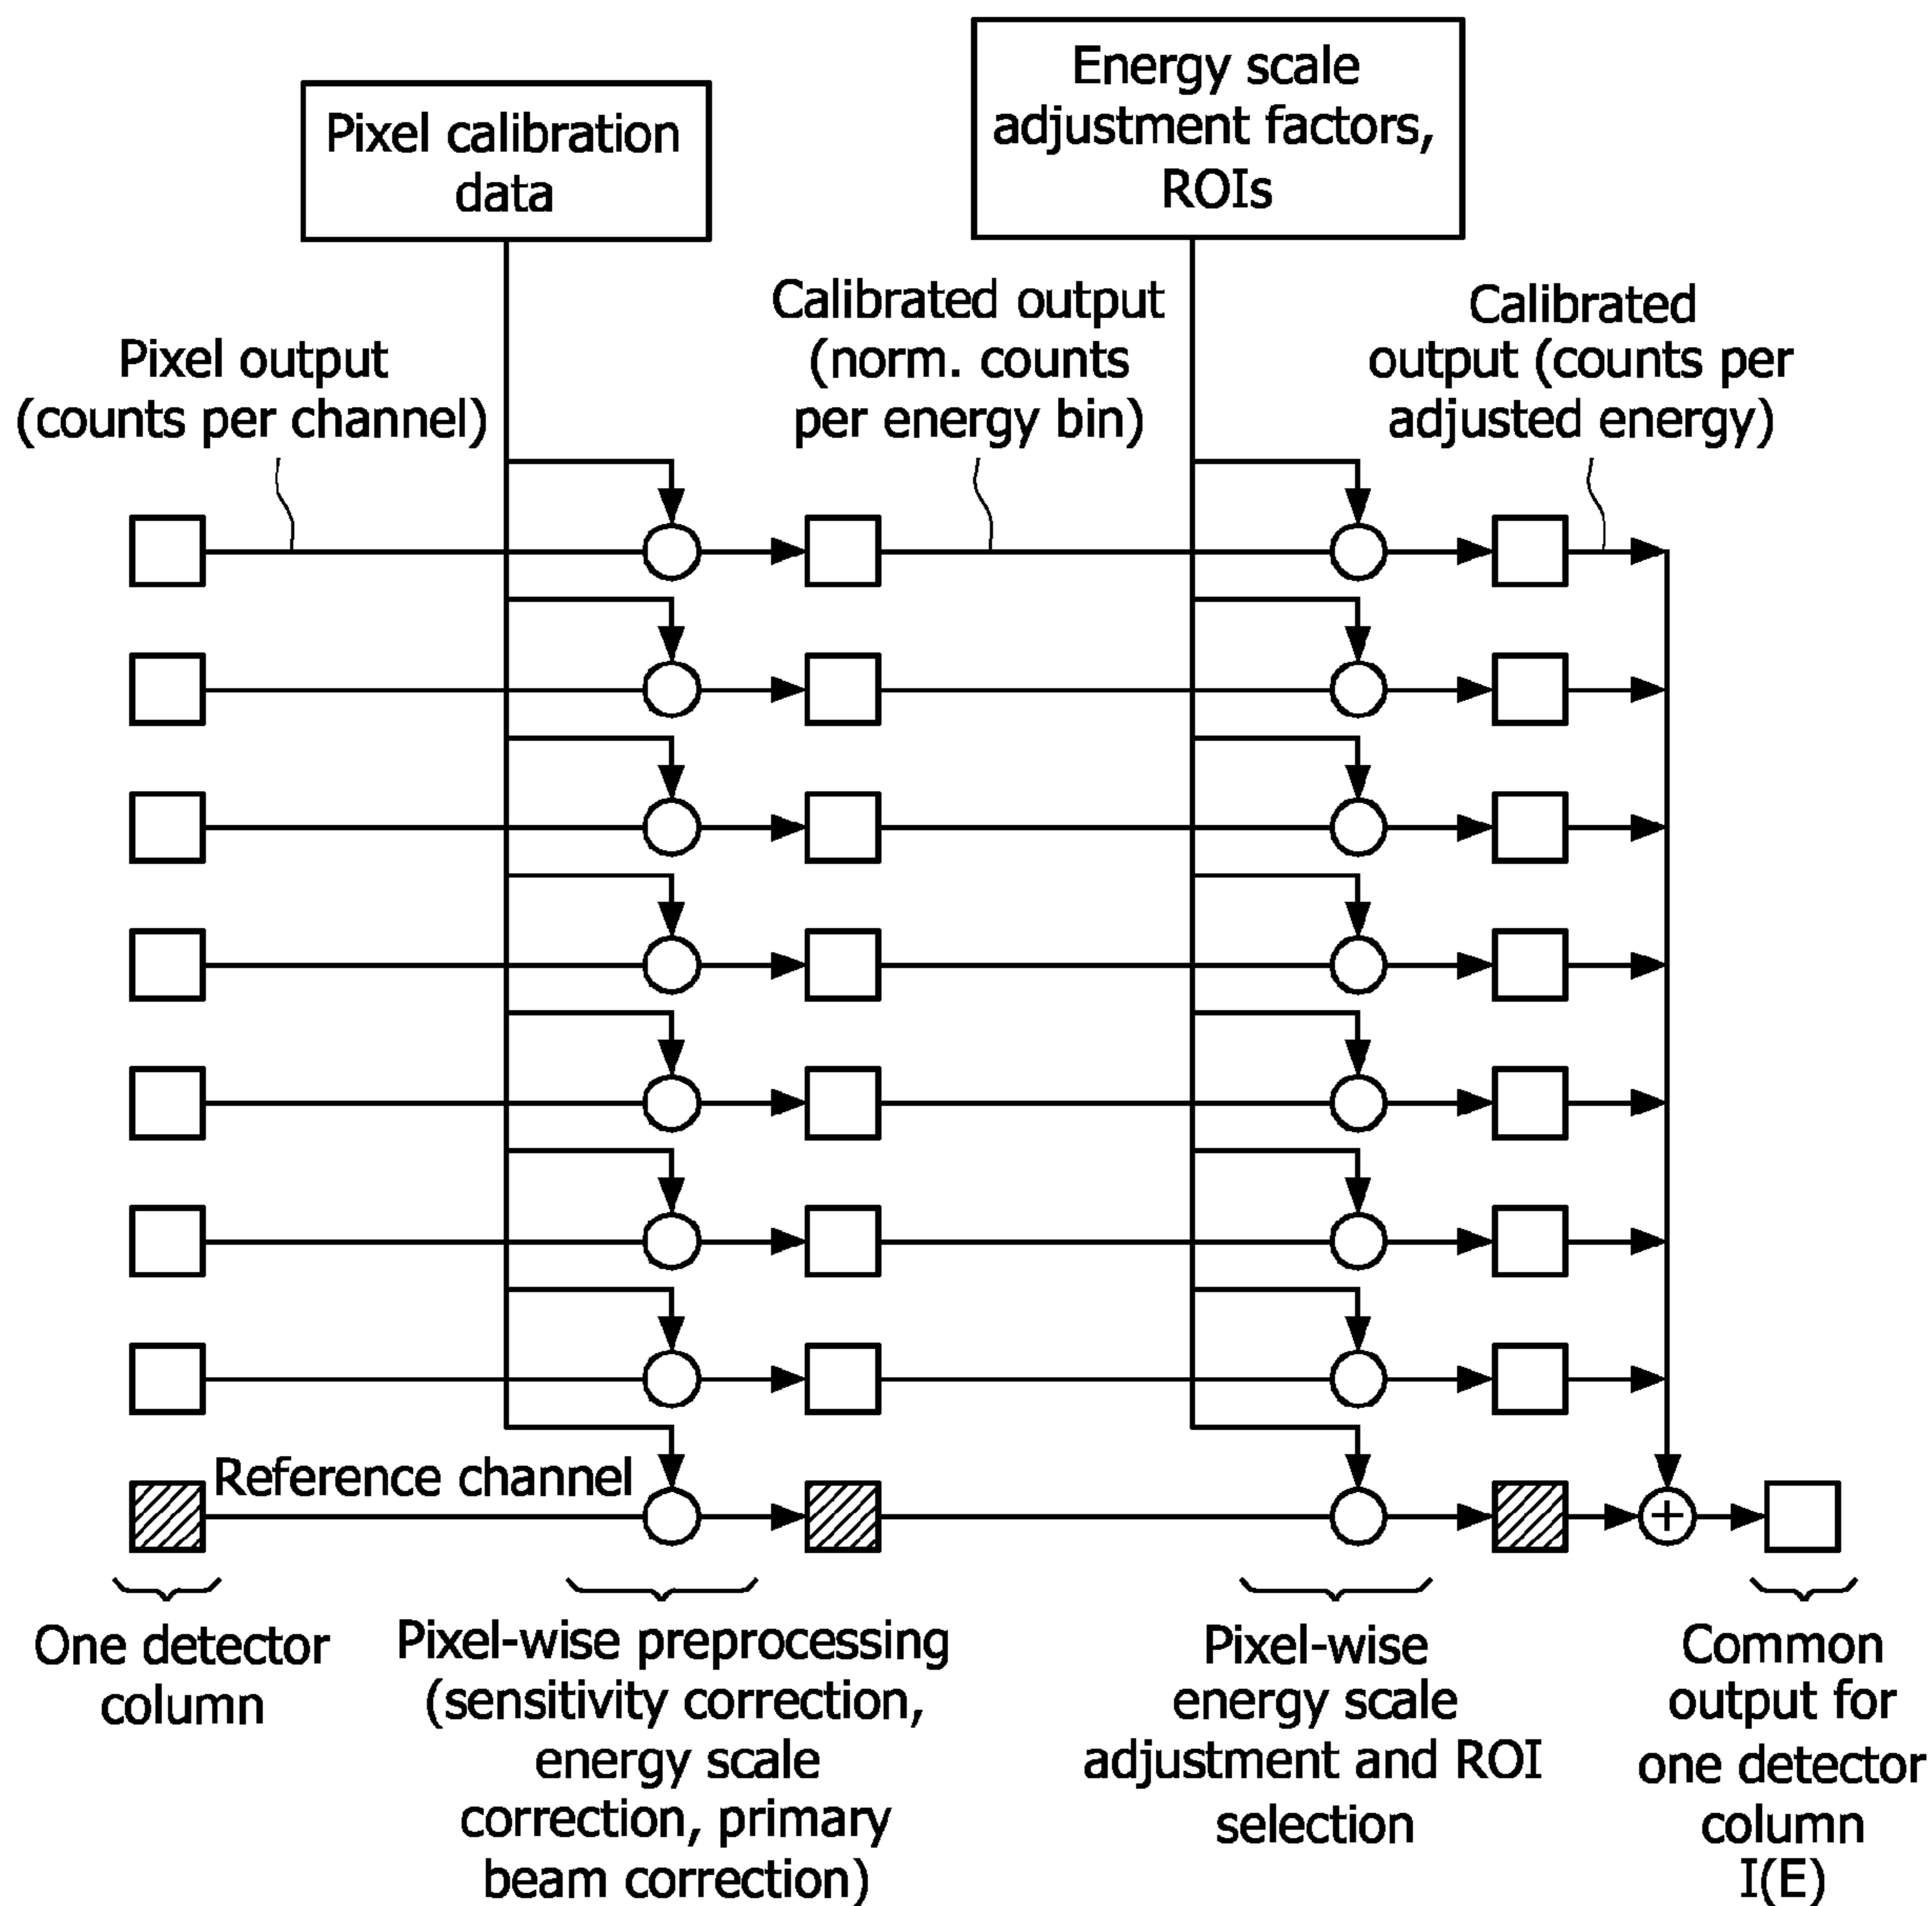 Pixel calibration
data
Energy scale
adjustment factors,
ROIs
Pixel output
(counts per channel)
Calibrated output
(norm. counts
per energy bin)
Calibrated
output (counts per
adjusted energy)
Reference channel
+
One detector
column
Pixel-wise preprocessing
(sensitivity correction,
energy scale
correction, primary
beam correction)
Pixel-wise
energy scale
adjustment and ROI
selection
Common
output for
one detector
column
I(E)